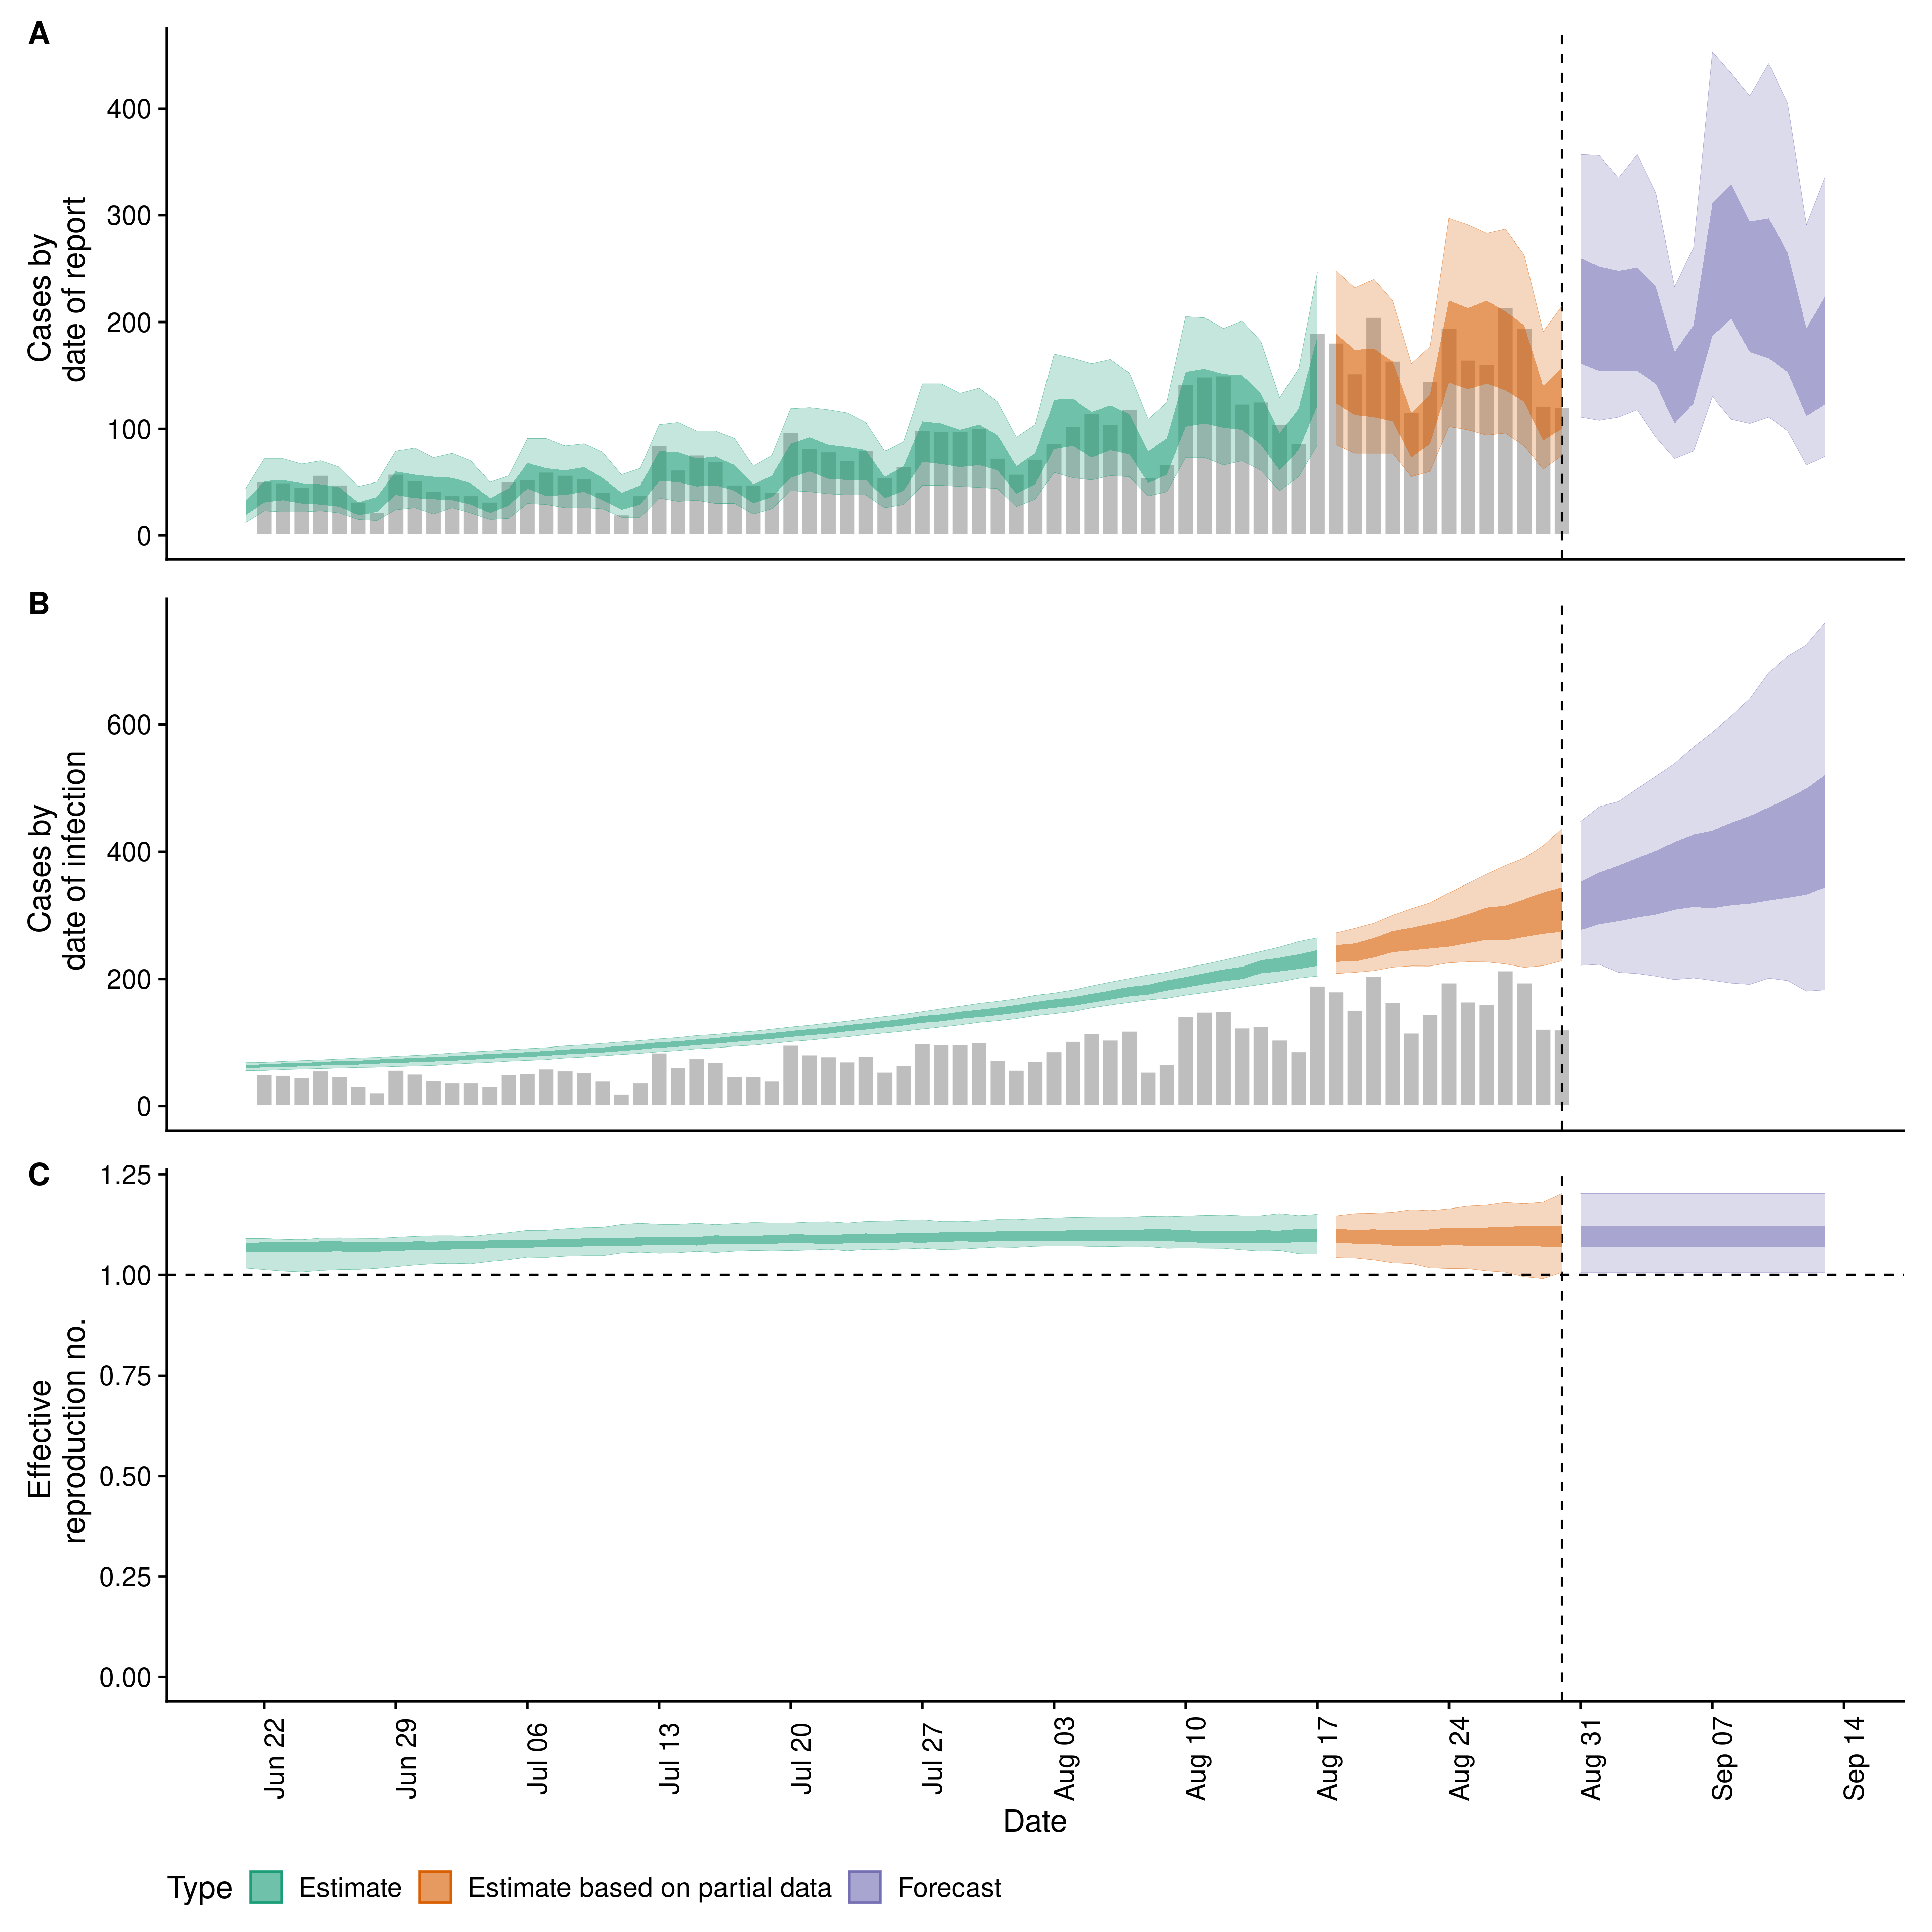 A
Cases by
date of report
400
300
200
100
0
B
Cases by
date of infection
600
400
200
0
C
Effective
reproduction no.
1.25
1.00
0.75
0.50
0.25
0.00
Jun 22
Jun 29
Jul 06
Jul 13
Jul 20
Jul 27
Aug 03
Aug 10
Aug 17
Aug 24
Aug 31
Sep 07
Sep 14
Date
Type Estimate Estimate based on partial data Forecast